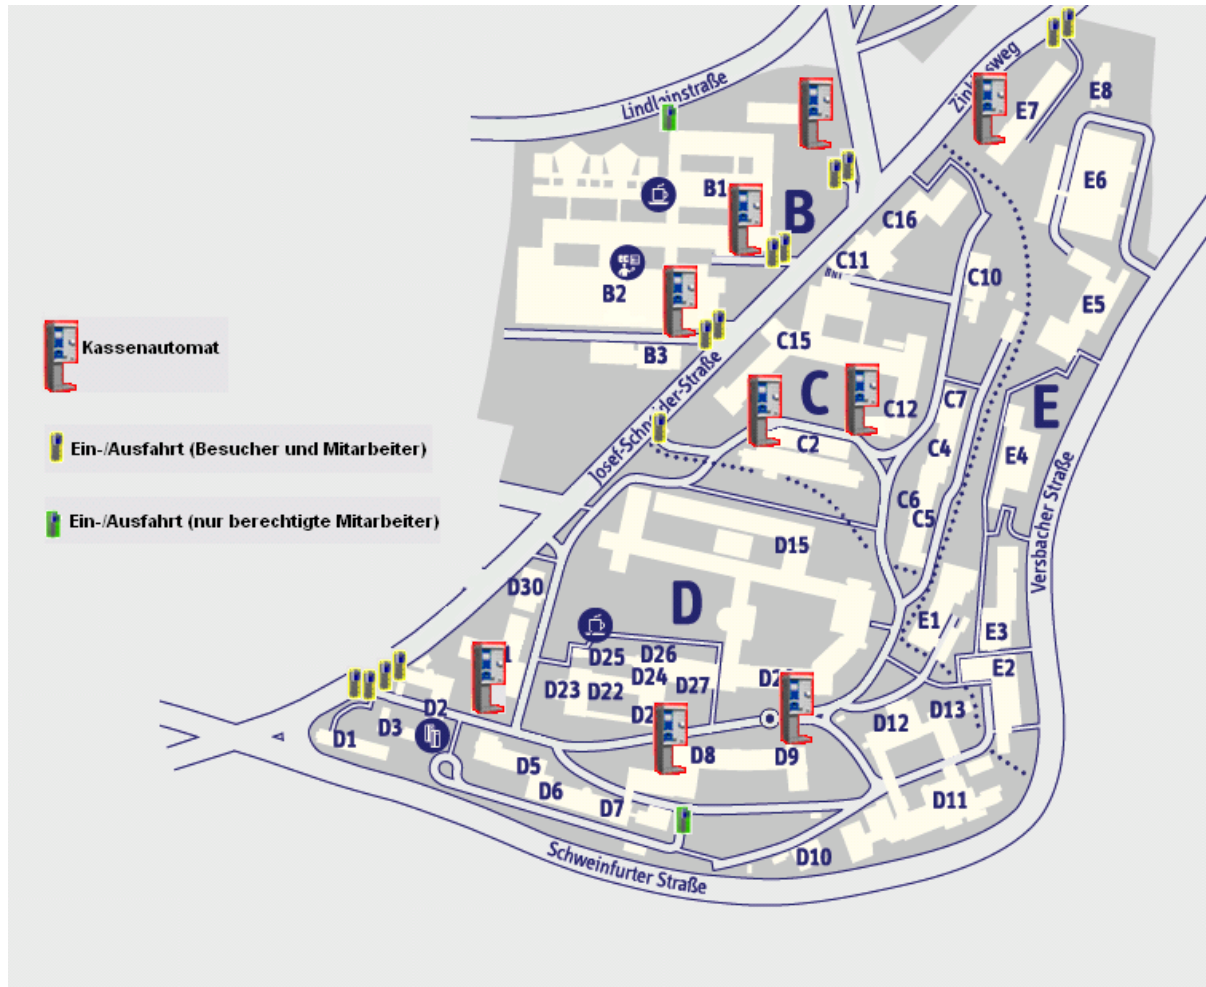 Zinklesweg
Lindleinstraße
E7
E8
B1
E6
B
C16
C11
C10
B2
E5
Kassenautomat
C15
B3
C
E
C7
C12
Josef-Schneider-Straße
C2
C4
E4
Ein-/Ausfahrt (Besucher und Mitarbeiter)
C6
C5
Ein-/Ausfahrt (nur berechtigte Mitarbeiter)
D15
Versbacher Straße
D30
D
E1
E3
D25
D26
E2
D24
D23
D22
D27
D2
D3
D12
D13
D1
D8
D9
D5
D6
D7
D11
D10
Schweinfurter Straße